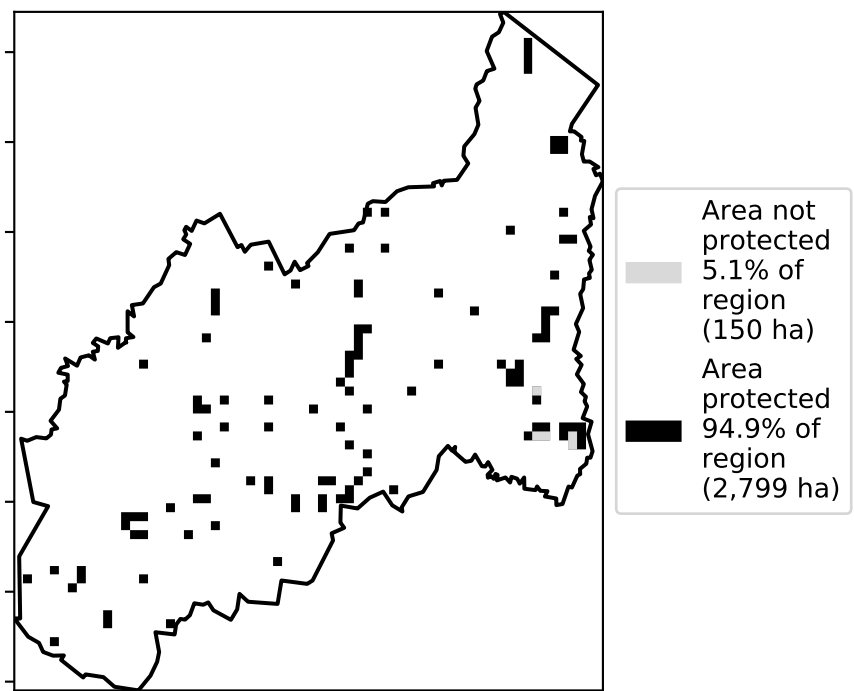 Area not
protected
5.1% of
region
(150 ha)
Area
protected
94.9% of
region
(2,799 ha)